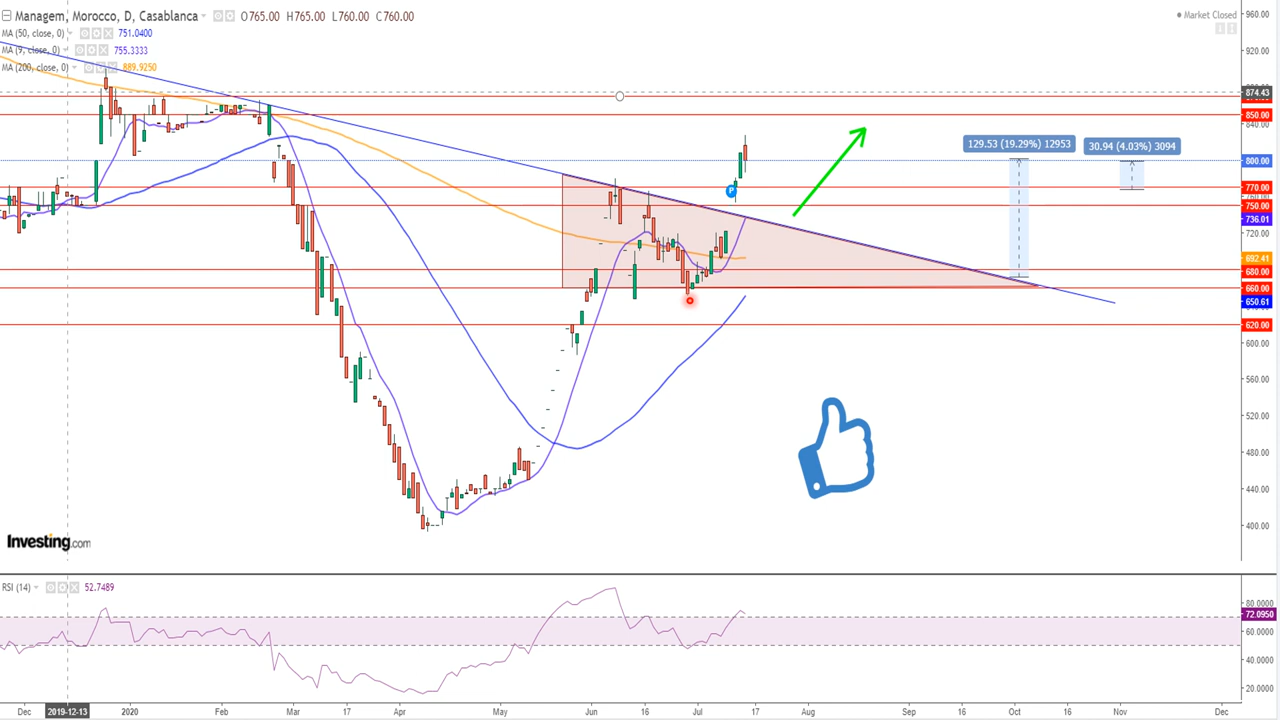 Managem, Morocco, D, Casablanca O765.00 H765.00 L760.00 C760.00
MA (50, close, 0) 751.0400
MA (9, close, 0) 755.3333
MA (200, close, 0) 889.9250
Market Closed
960.00
920.00
874.43
850.00
840.00
129.53 (19.29%) 12953
30.94 (4.03%) 3094
800.00
P
770.00
750.00
736.01
720.00
692.41
680.00
660.00
650.61
620.00
600.00
560.00
520.00
480.00
440.00
400.00
Investing.com
RSI (14) 52.7489
80.0000
72.0950
60.0000
40.0000
20.0000
Dec 2019-12-13 2020 Feb Mar 17 Apr May Jun 16 Jul 17 Aug Sep 16 Oct 16 Nov Dec